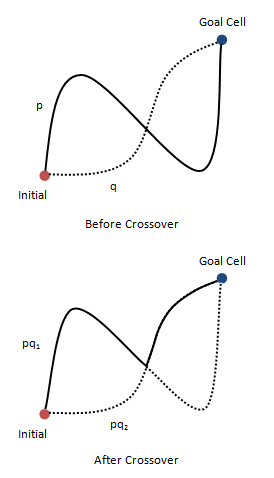 Goal Cell
p
q
Initial
Before Crossover
Goal Cell
pq₁
pq₂
Initial
After Crossover